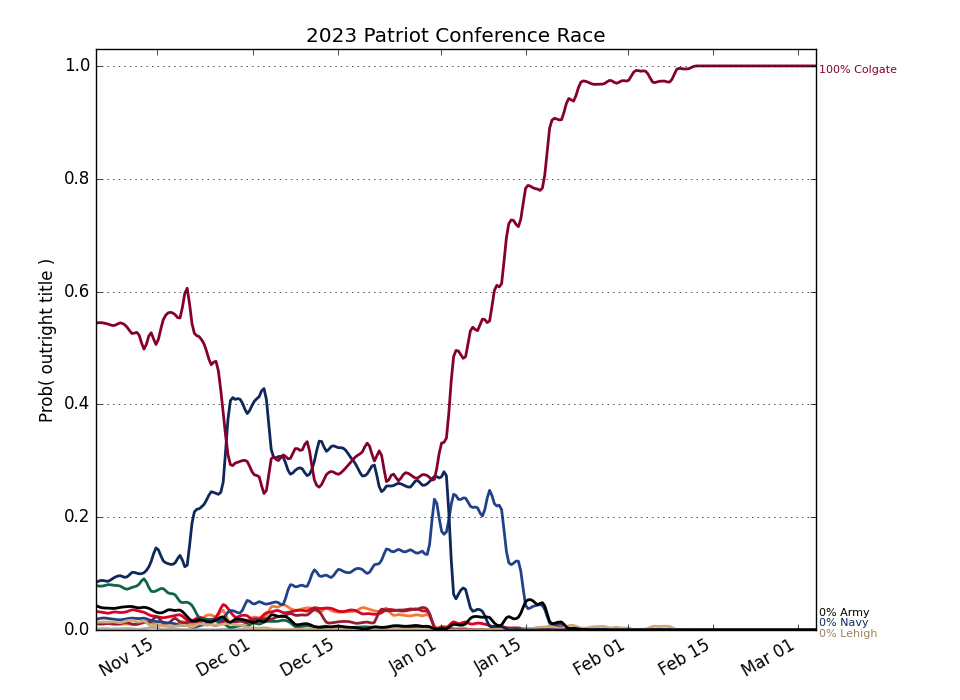 2023 Patriot Conference Race
Prob( outright title )
1.0
0.8
0.6
0.4
0.2
0.0
Nov 15
Dec 01
Dec 15
Jan 01
Jan 15
Feb 01
Feb 15
Mar 01
100% Colgate
0% Army
0% Navy
0% Lehigh